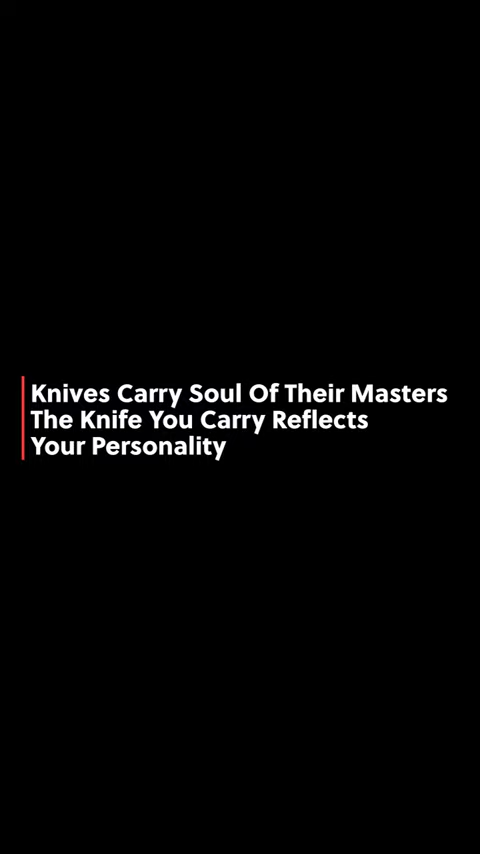 Knives Carry Soul Of Their Masters
The Knife You Carry Reflects
Your Personality